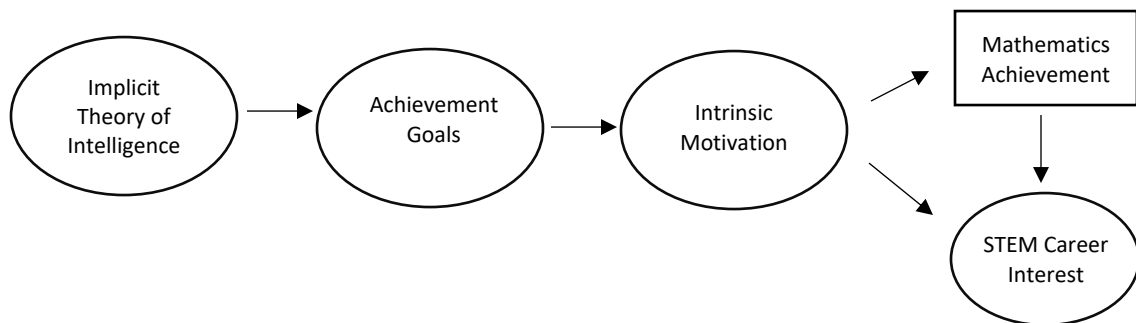 Implicit
Theory of
Intelligence
Achievement
Goals
Intrinsic
Motivation
Mathematics
Achievement
STEM Career
Interest